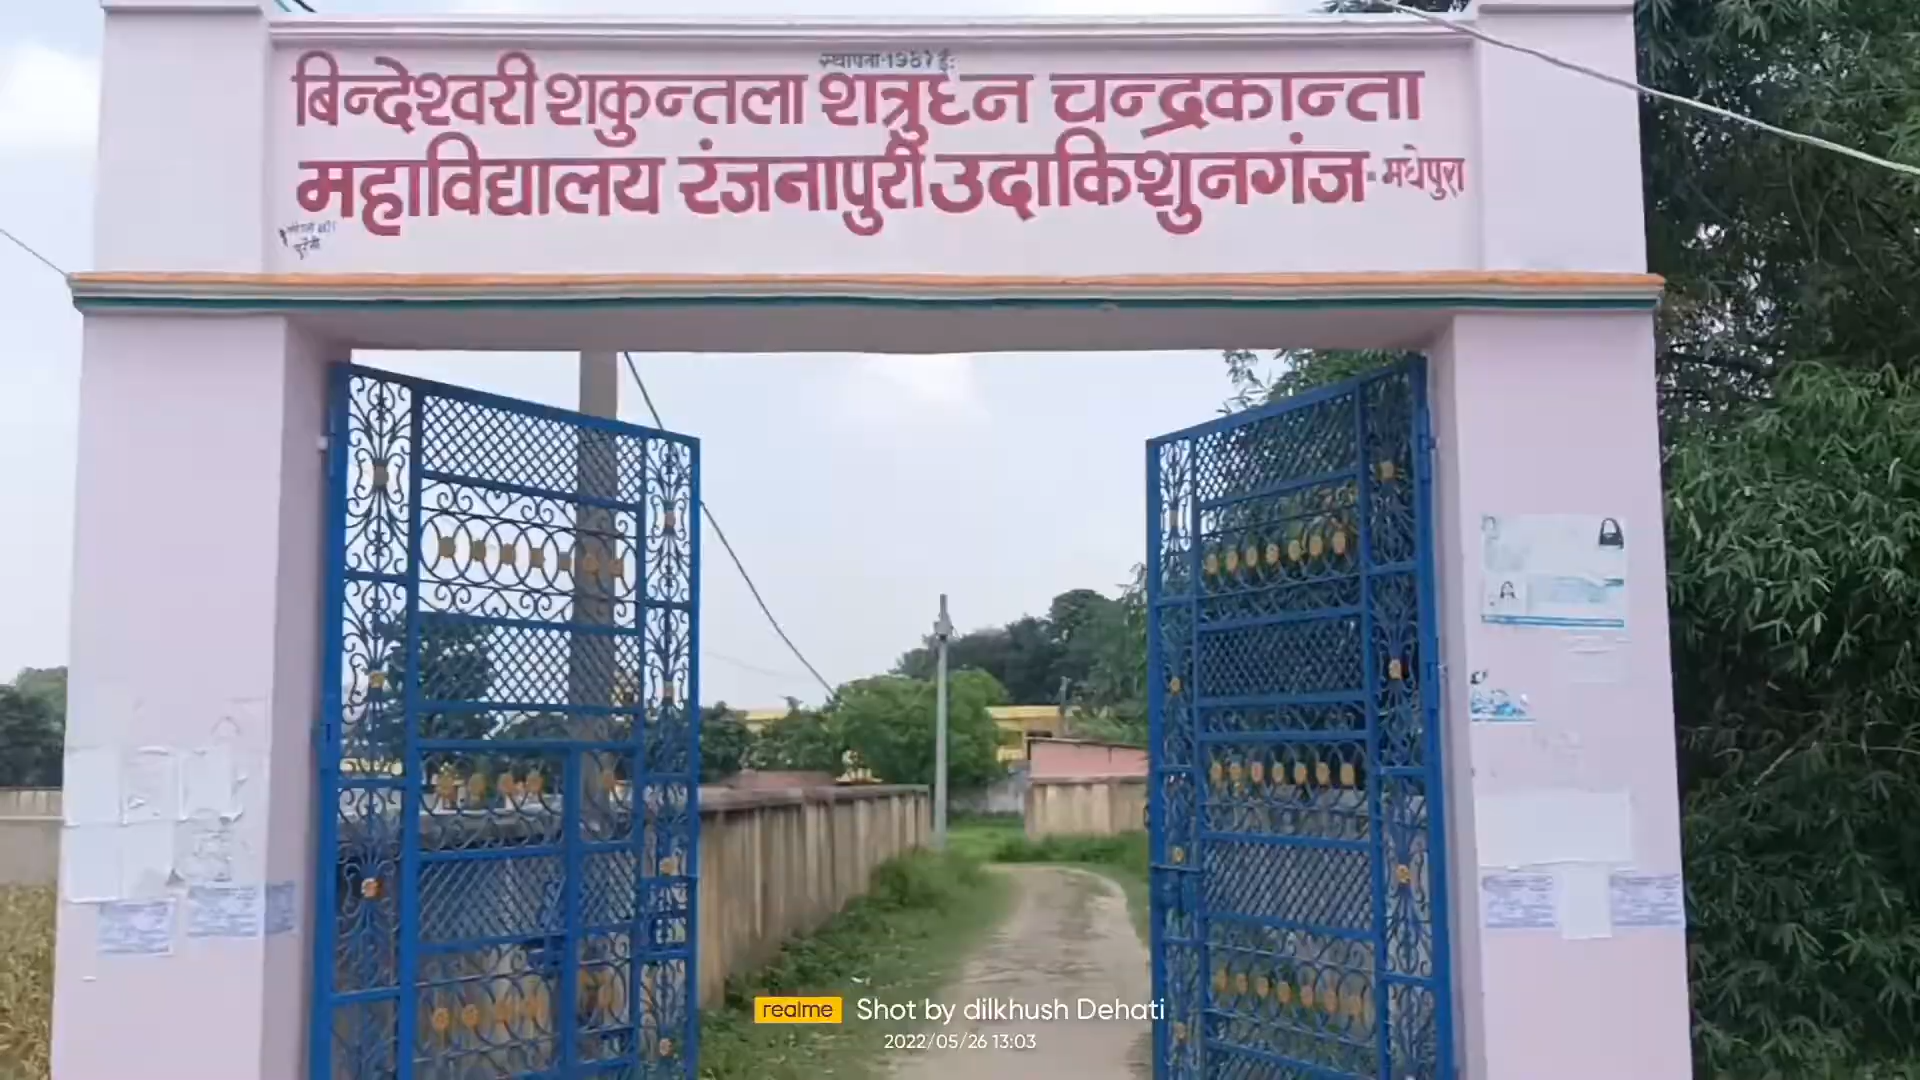 स्थापना-1987 ई:
बिन्देश्वरी शकुन्तला शत्रुध्न चन्द्रकान्ता
महाविद्यालय रंजनापुरी उदाकिशुनगंज-मधेपुरा
realme Shot by dilkhush Dehati
2022/05/26 13:03